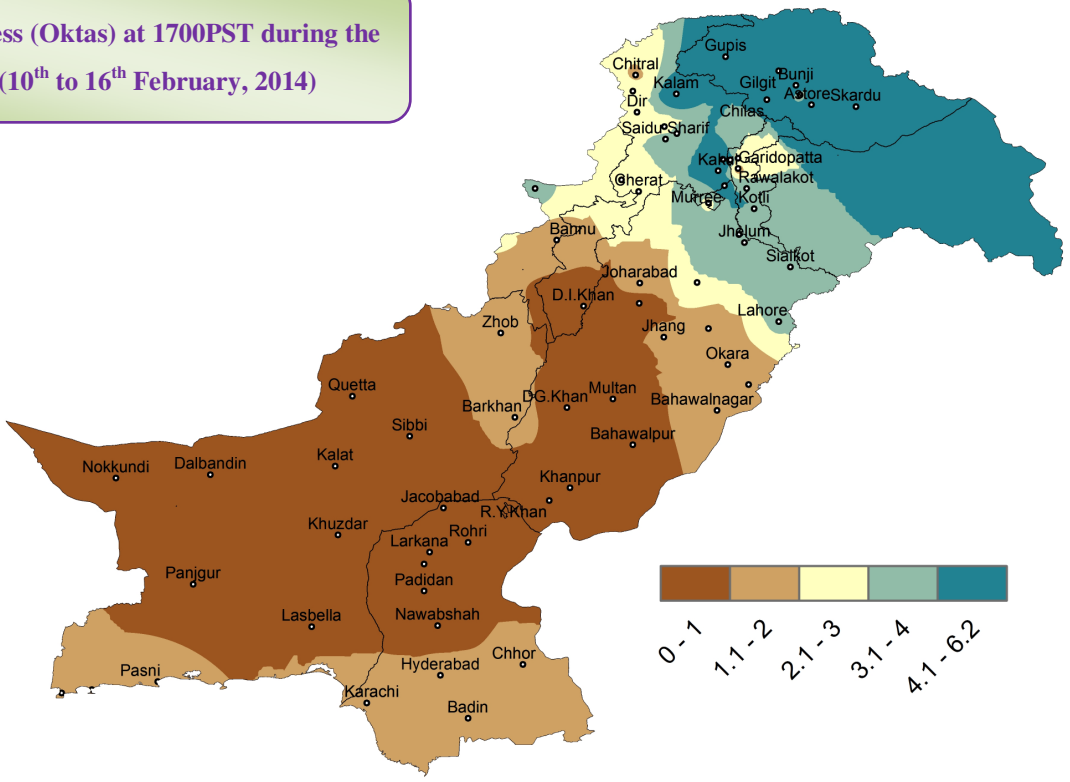 ess (Oktas) at 1700PST during the
(10th to 16th February, 2014)
Gupis
Chitral
Gilgit Bunji
Kalam
Astore Skardu
Dir
Chilas
Saidu Sharif
Garidopatta
Cherat
Rawalakot
Murree
Kotli
Bannu
Jhelum
Sialkot
Joharabad
D.I.Khan
Lahore
Zhob
Jhang
Okara
Quetta
Multan
DG.Khan
Barkhan
Bahawalnagar
Sibbi
Bahawalpur
Kalat
Nokkundi
Dalbandin
Khanpur
Jacobabad
R.Y.Khan
Khuzdar
Rohri
Larkana
Panjgur
Padidan
Lasbella
Nawabshah
Chhor
Pasni
Hyderabad
Karachi
Badin
0 - 1
1.1 - 2
2.1 - 3
3.1 - 4
4.1 - 6.2